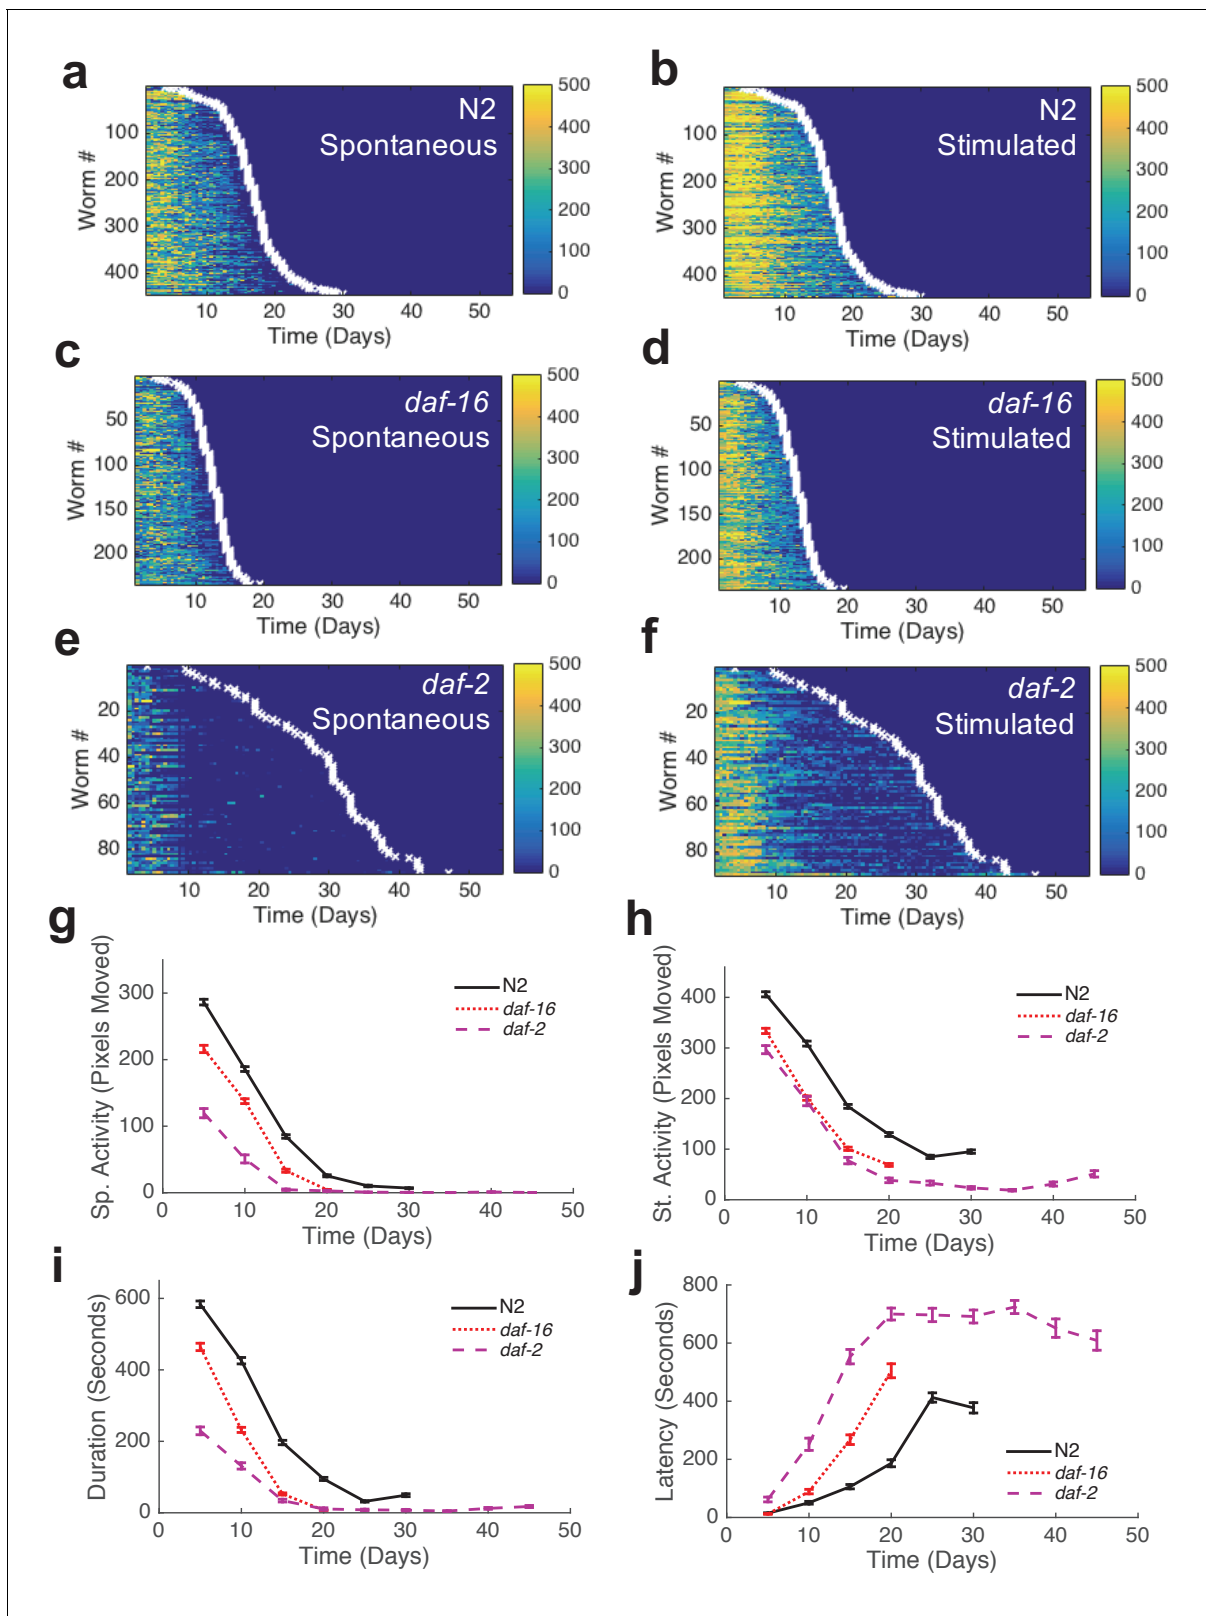 a
N2
Spontaneous
Worm #
100
200
300
400
10 20 30 40 50
Time (Days)
500
400
300
200
100
0
b
N2
Stimulated
Worm #
100
200
300
400
10 20 30 40 50
Time (Days)
500
400
300
200
100
0
c
daf-16
Spontaneous
Worm #
50
100
150
200
10 20 30 40 50
Time (Days)
500
400
300
200
100
0
d
daf-16
Stimulated
Worm #
50
100
150
200
10 20 30 40 50
Time (Days)
500
400
300
200
100
0
e
daf-2
Spontaneous
Worm #
20
40
60
80
10 20 30 40 50
Time (Days)
500
400
300
200
100
0
f
daf-2
Stimulated
Worm #
20
40
60
80
10 20 30 40 50
Time (Days)
500
400
300
200
100
0
g
Sp. Activity (Pixels Moved)
300
200
100
0
0 10 20 30 40 50
Time (Days)
N2
daf-16
daf-2
h
St. Activity (Pixels Moved)
400
300
200
100
0
0 10 20 30 40 50
Time (Days)
N2
daf-16
daf-2
i
Duration (Seconds)
600
400
200
0
0 10 20 30 40 50
Time (Days)
N2
daf-16
daf-2
j
Latency (Seconds)
800
600
400
200
0
0 10 20 30 40 50
Time (Days)
N2
daf-16
daf-2